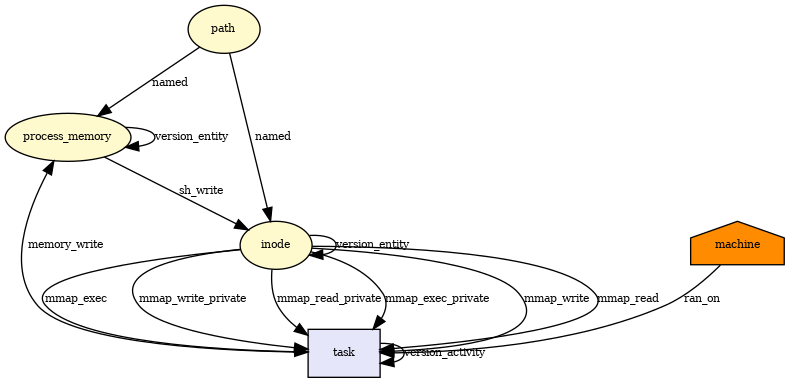 path
named
process_memory
version_entity
named
sh_write
memory_write
inode
version_entity
machine
mmap_exec
mmap_write_private
mmap_read_private
mmap_exec_private
mmap_write
mmap_read
ran_on
task
version_activity